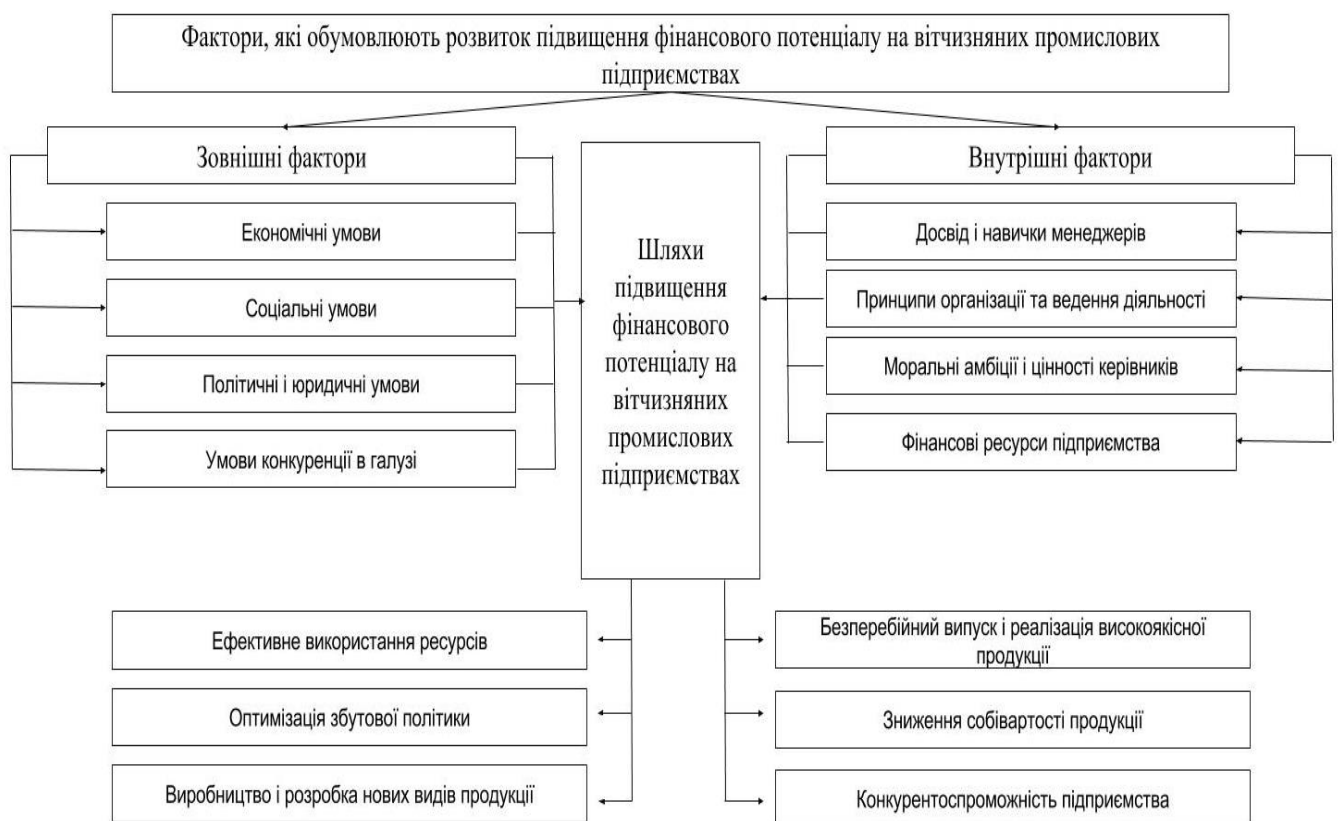 Фактори, які обумовлюють розвиток підвищення фінансового потенціалу на вітчизняних промислових
підприємствах
Зовнішні фактори
Економічні умови
Соціальні умови
Політичні і юридичні умови
Умови конкуренції в галузі
Шляхи
підвищення
фінансового
потенціалу на
вітчизняних
промислових
підприємствах
Внутрішні фактори
Досвід і навички менеджерів
Принципи організації та ведення діяльності
Моральні амбіції і цінності керівників
Фінансові ресурси підприємства
Ефективне використання ресурсів
Оптимізація збутової політики
Виробництво і розробка нових видів продукції
Безперебійний випуск і реалізація високоякісної
продукції
Зниження собівартості продукції
Конкурентоспроможність підприємства